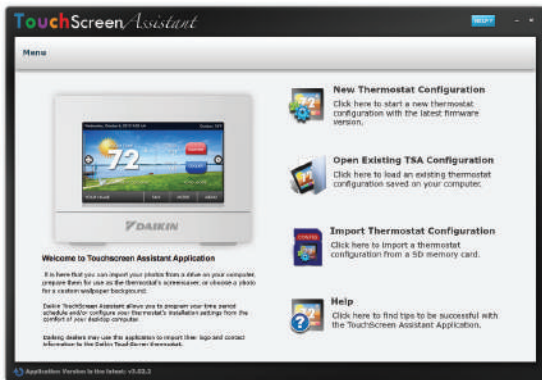 TouchScreen Assistant
HELP?
Menu
72
DAIKIN
Welcome to Touchscreen Assistant Application
It is here that you can import your photos from a drive on your computer,
prepare them for use as the thermostat's screensaver, or choose a photo
for a custom wallpaper background.
Daikin TouchScreen Assistant allows you to program your time period
schedule and/or configure your thermostat's installation settings from the
comfort of your desktop computer.
dealers may use this application to import their logo and contact
information to the Daikin TouchScreen thermostat.
New Thermostat Configuration
Click here to start a new thermostat
configuration with the latest firmware
version.
Open Existing TSA Configuration
Click here to load an existing thermostat
configuration saved on your computer.
CONFIG
Import Thermostat Configuration
Click here to import a thermostat
configuration from a SD memory card.
Help
Click here to find tips to be successful with
the TouchScreen Assistant Application.
Application Version is the latest: